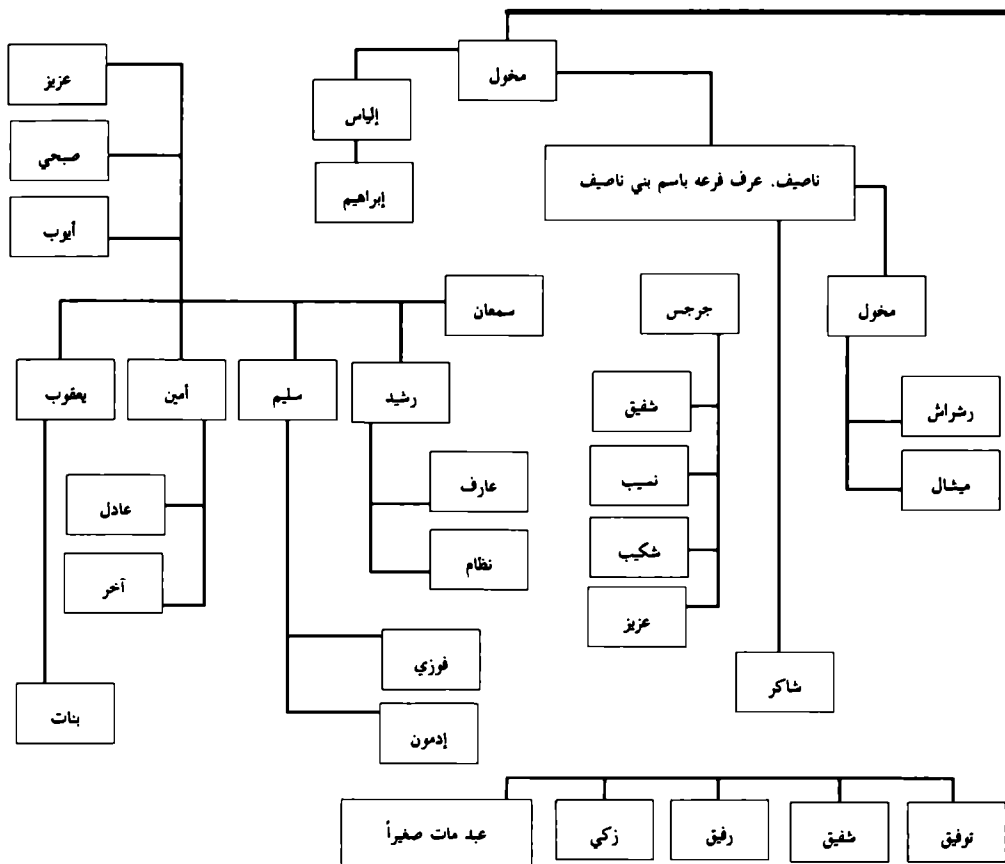 مخول
عزيز
إلياس
صبحي
ناصيف. عرف فرعه باسم بني ناصيف
إبراهيم
أيوب
سمعان
جرجس
مخول
رشيد
سليم
أمين
يعقوب
رشراش
شفيق
ميشال
نسيب
عارف
عادل
شكيب
نظام
آخر
عزيز
شاكر
فوزي
بنات
إدمون
توفيق
شفيق
رفيق
زكي
عبد مات صغيراً